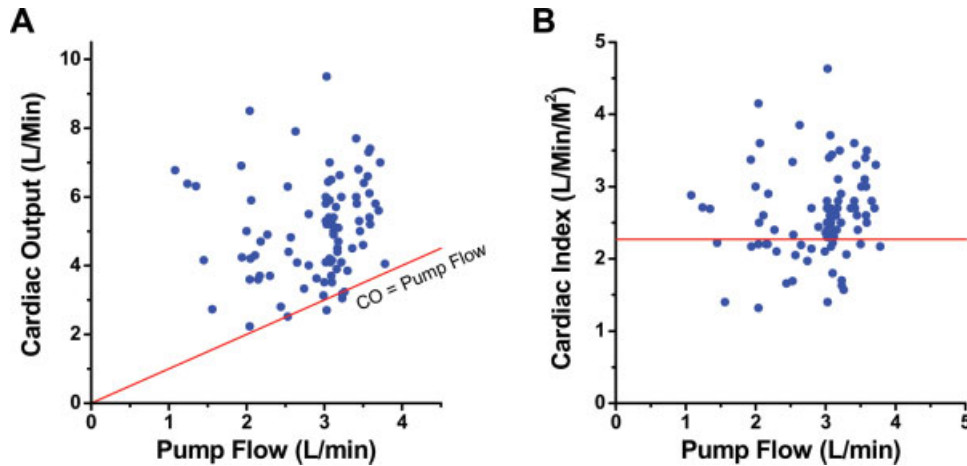 A
Cardiac Output (L/Min)
10
8
6
4
2
0
0 1 2 3 4
Pump Flow (L/min)
CO = Pump Flow
B
Cardiac Index (L/Min/M²)
5
4
3
2
1
0
0 1 2 3 4 5
Pump Flow (L/min)